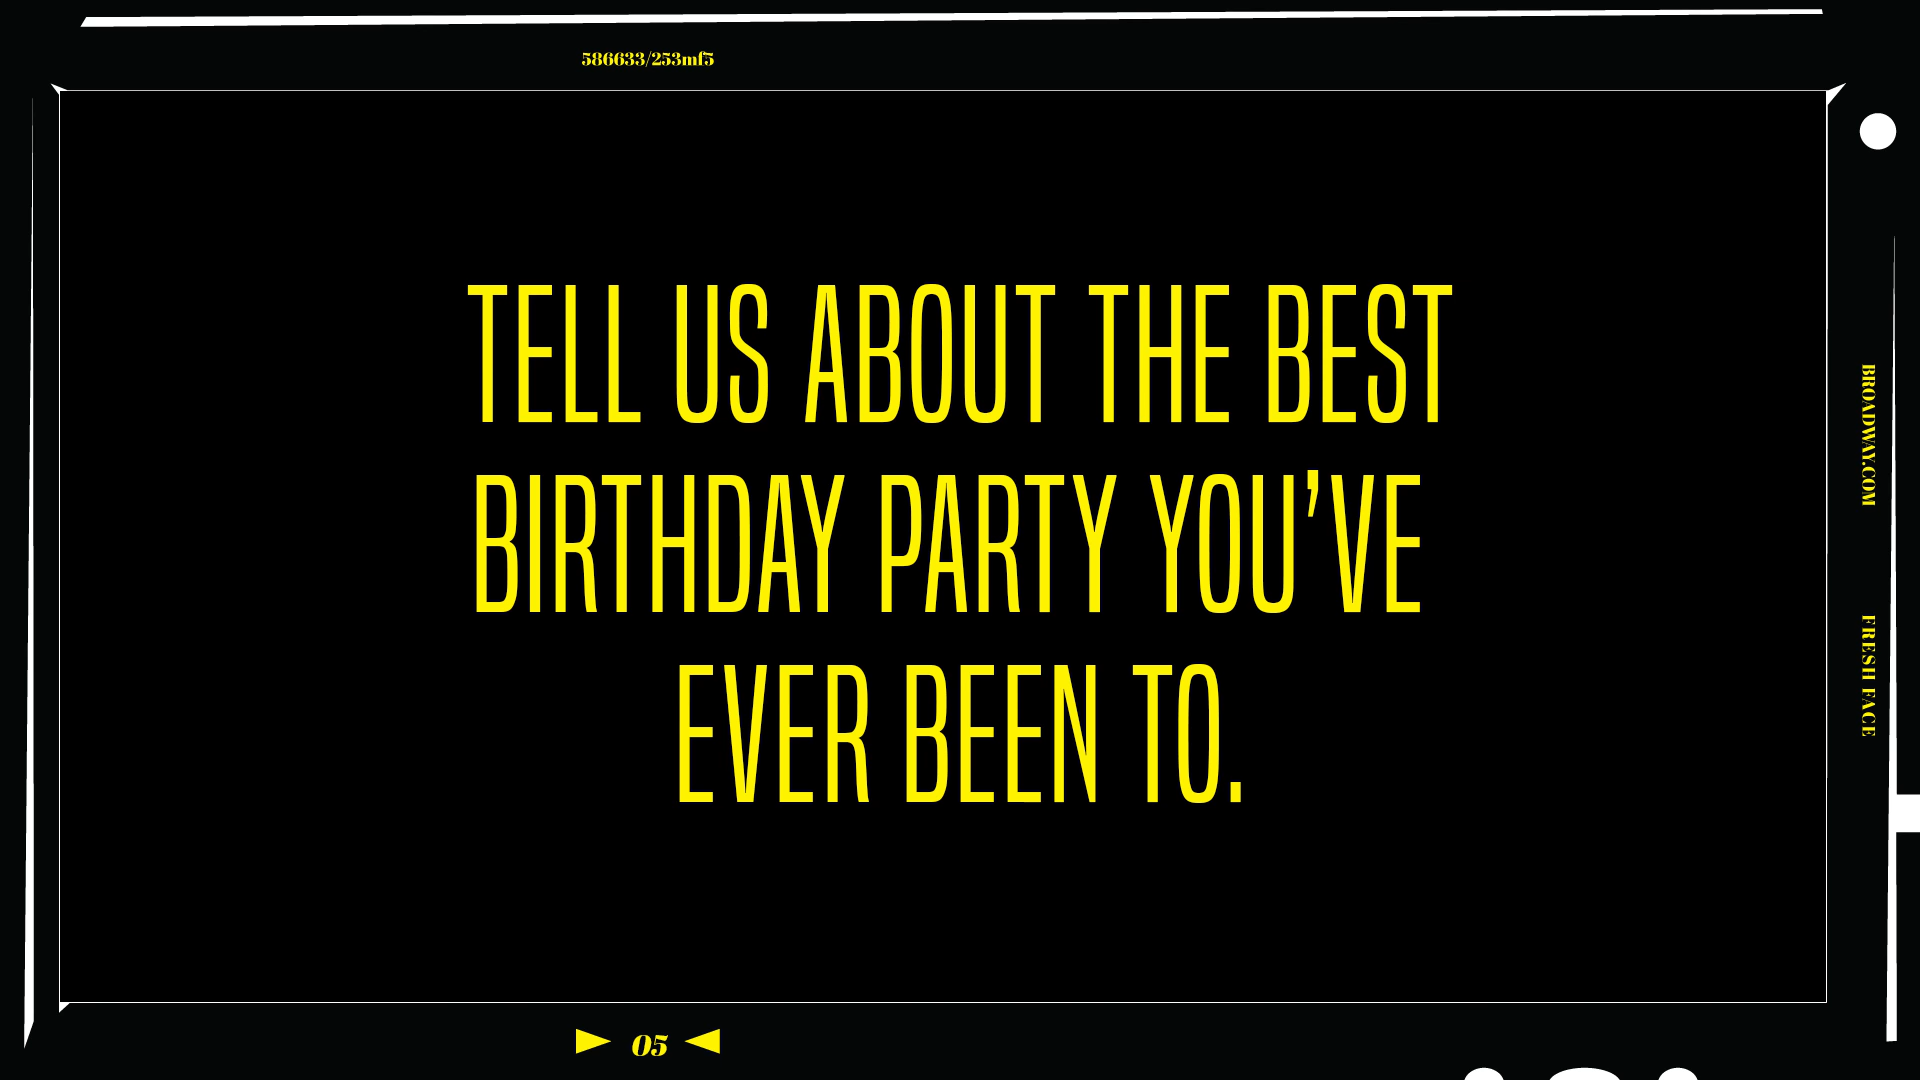 586633/253mf5
TELL US ABOUT THE BEST
BIRTHDAY PARTY YOU’VE
EVER BEEN TO.
BROADWAY.COM
FRESH FACE
05